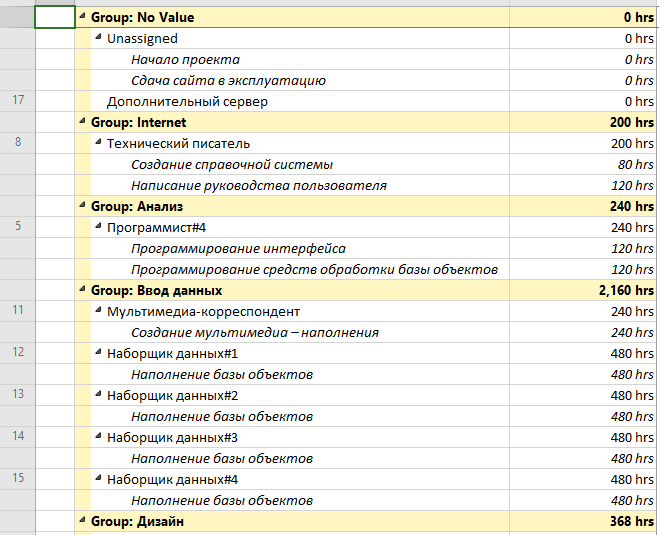 Group: No Value 0 hrs
Unassigned 0 hrs
Начало проекта 0 hrs
Сдача сайта в эксплуатацию 0 hrs
17 Дополнительный сервер 0 hrs
Group: Internet 200 hrs
8 Технический писатель 200 hrs
Создание справочной системы 80 hrs
Написание руководства пользователя 120 hrs
Group: Анализ 240 hrs
5 Программист#4 240 hrs
Программирование интерфейса 120 hrs
Программирование средств обработки базы объектов 120 hrs
Group: Ввод данных 2,160 hrs
11 Мультимедиа-корреспондент 240 hrs
Создание мультимедиа – наполнения 240 hrs
12 Наборщик данных#1 480 hrs
Наполнение базы объектов 480 hrs
13 Наборщик данных#2 480 hrs
Наполнение базы объектов 480 hrs
14 Наборщик данных#3 480 hrs
Наполнение базы объектов 480 hrs
15 Наборщик данных#4 480 hrs
Наполнение базы объектов 480 hrs
Group: Дизайн 368 hrs